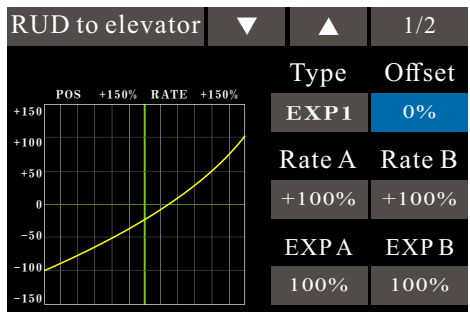 RUD to elevator ▼ ▲ 1/2
Type Offset
POS +150% RATE +150%
EXP1 0%
+150
+100
+50
0
−50
−100
−150
Rate A Rate B
+100% +100%
EXP A EXP B
100% 100%